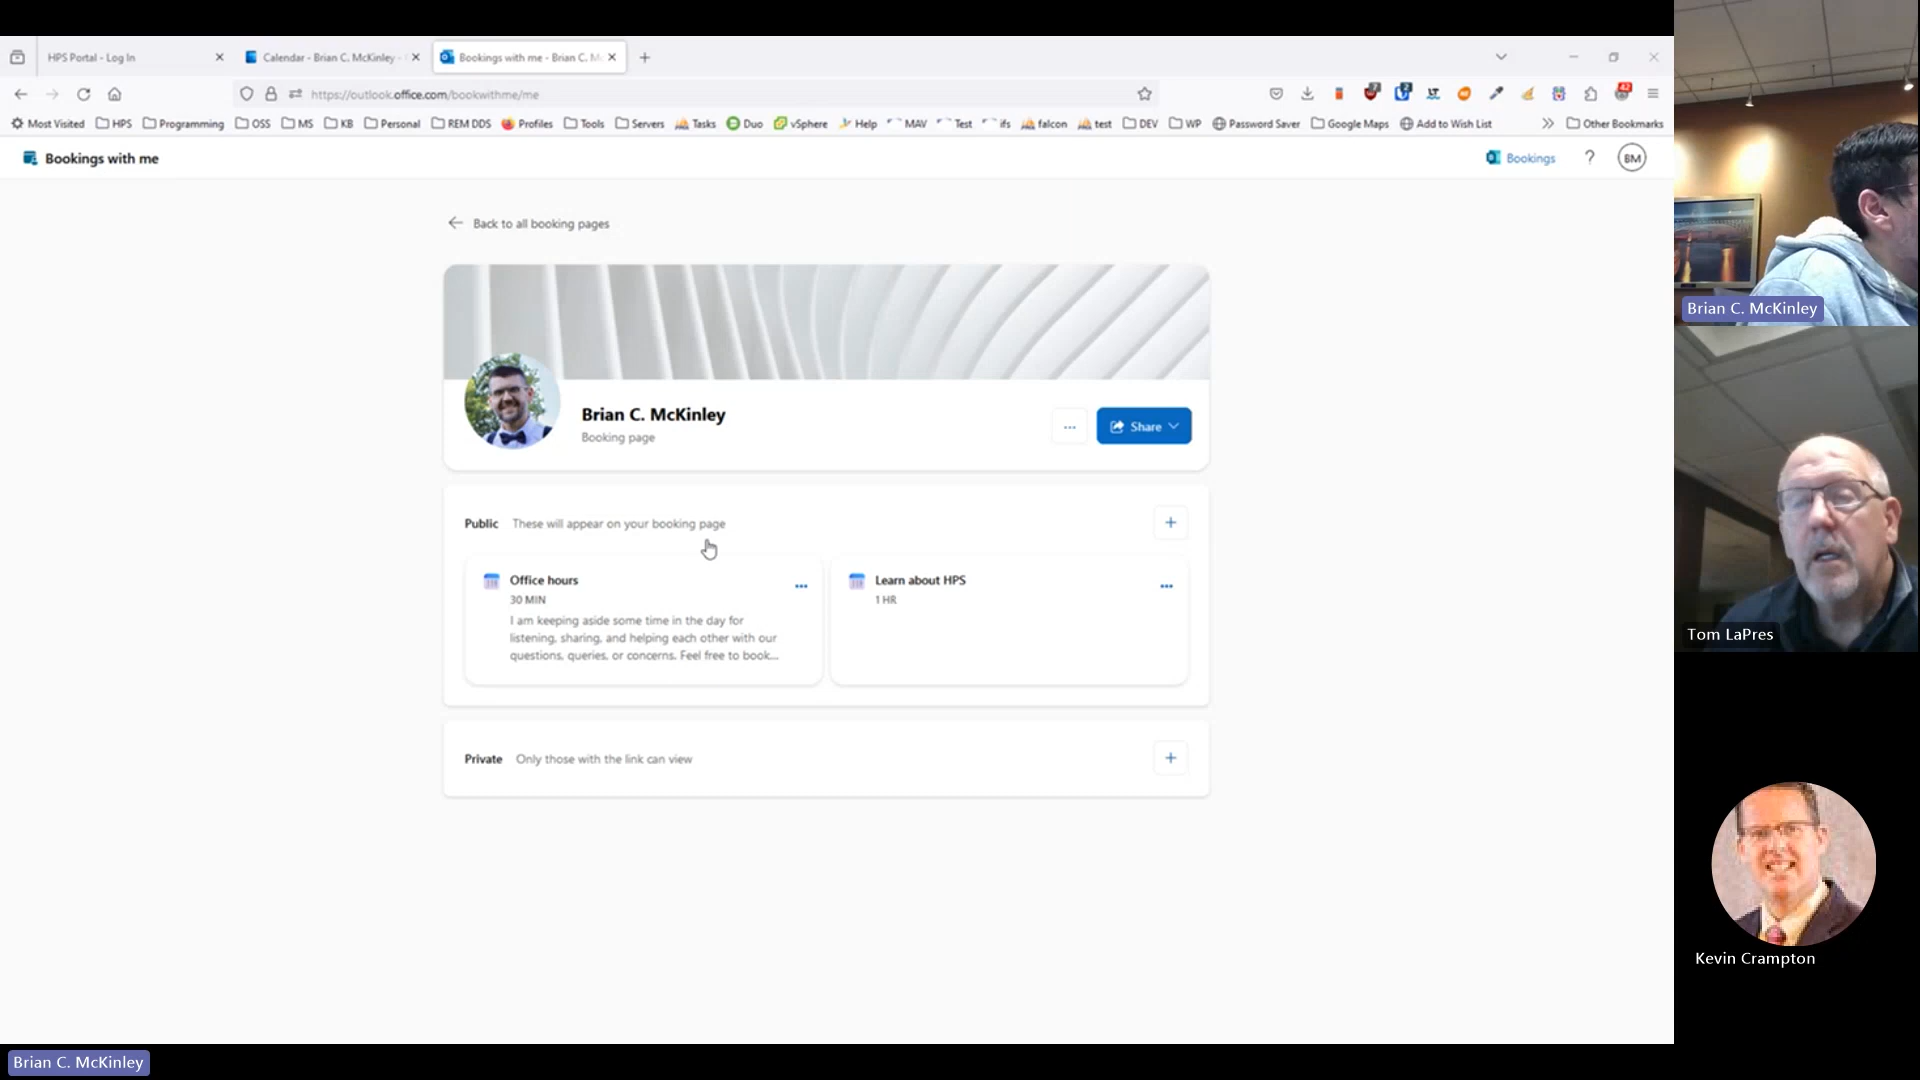 HPS Portal - Log In
Calendar - Brian C. McKinley -
Bookings with me - Brian C. Mc
https://outlook.office.com/bookwithme/me
Most Visited HPS Programming OSS MS KB Personal REM DDS Profiles Tools Servers Tasks Duo vSphere Help MAV Test ifs falcon test DEV WP Password Saver Google Maps Add to Wish List Other Bookmarks
Bookings with me
Bookings ? BM
Back to all booking pages
Brian C. McKinley
Booking page
Share
Public These will appear on your booking page
Office hours
30 MIN
I am keeping aside some time in the day for
listening, sharing, and helping each other with our
questions, queries, or concerns. Feel free to book...
Learn about HPS
1 HR
Private Only those with the link can view
Brian C. McKinley
Tom LaPres
Kevin Crampton
Brian C. McKinley